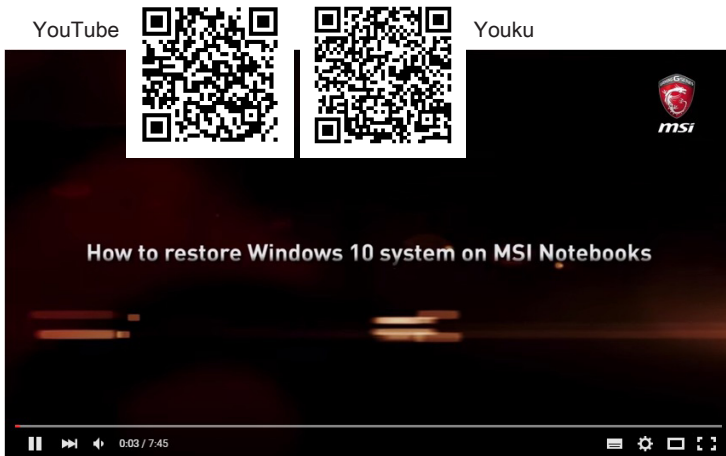 YouTube
Youku
msi
How to restore Windows 10 system on MSI Notebooks
0:03 / 7:45